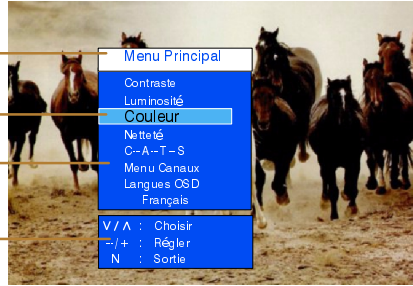 Menu Principal
Contraste
Luminosité
Couleur
Netteté
C--A--T--S
Menu Canaux
Langues OSD
Français
V / Λ : Choisir
--/+ : Régler
N : Sortie